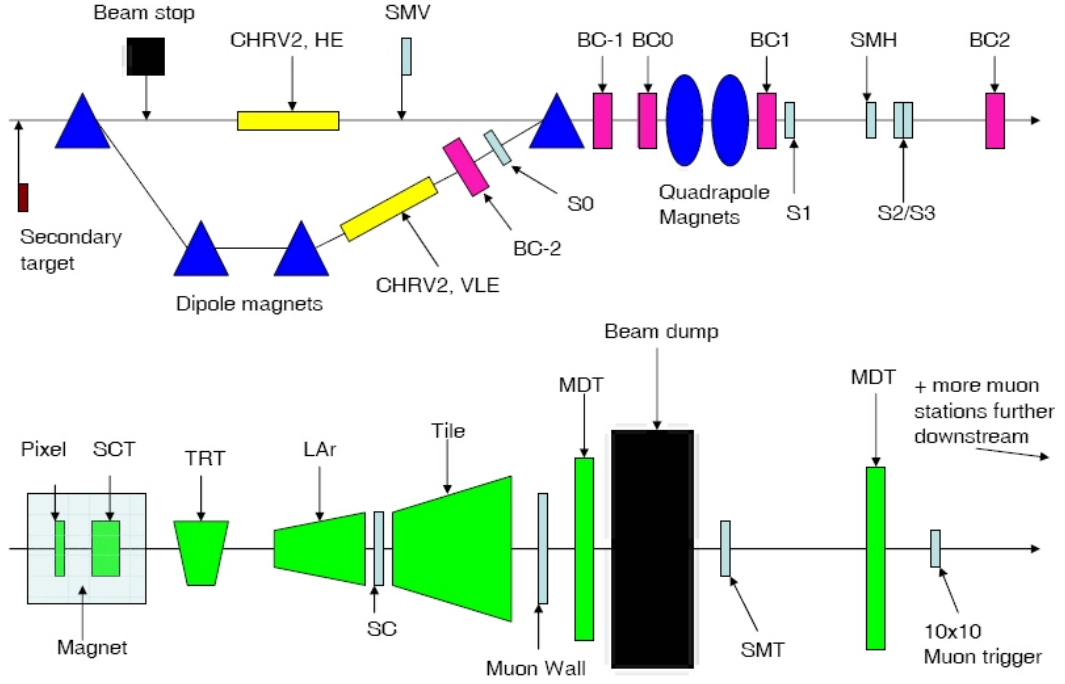 Beam stop
SMV
CHRV2, HE
BC-1
BC0
BC1
SMH
BC2
Secondary
target
S0
BC-2
CHRV2, VLE
Dipole magnets
Quadrapole
Magnets
S1
S2/S3
Beam dump
MDT
MDT
+ more muon
stations further
downstream
Pixel
SCT
TRT
LAr
Tile
Magnet
SC
Muon Wall
SMT
10x10
Muon trigger